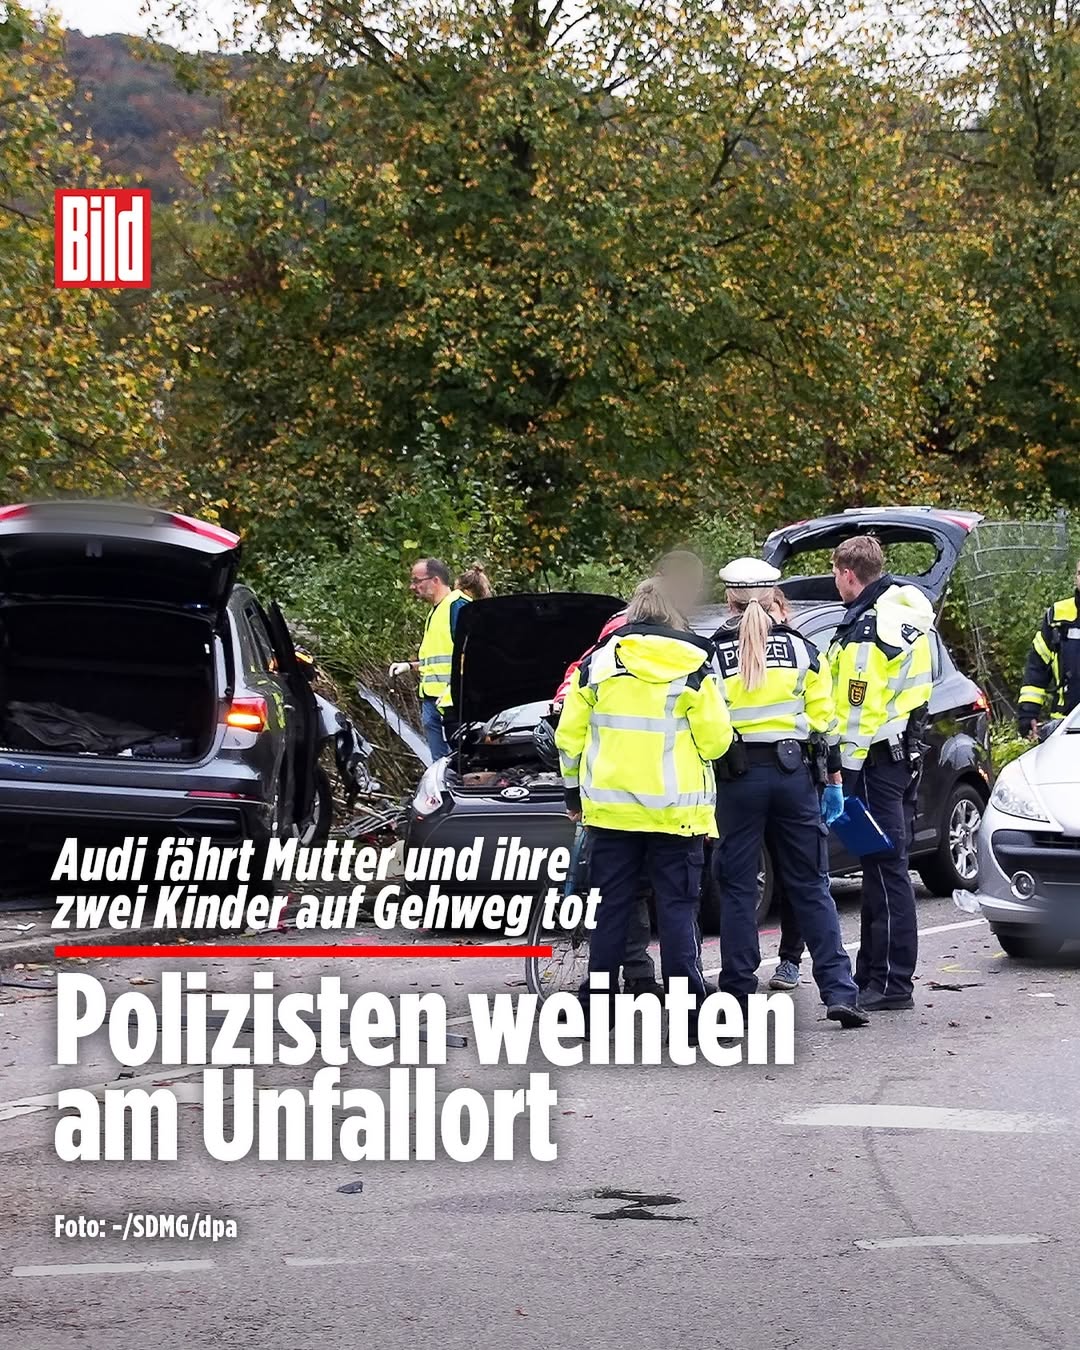 Bild
POLIZEI
Audi fährt Mutter und ihre
zwei Kinder auf Gehweg tot
Polizisten weinten
am Unfallort
Foto: -/SDMG/dpa